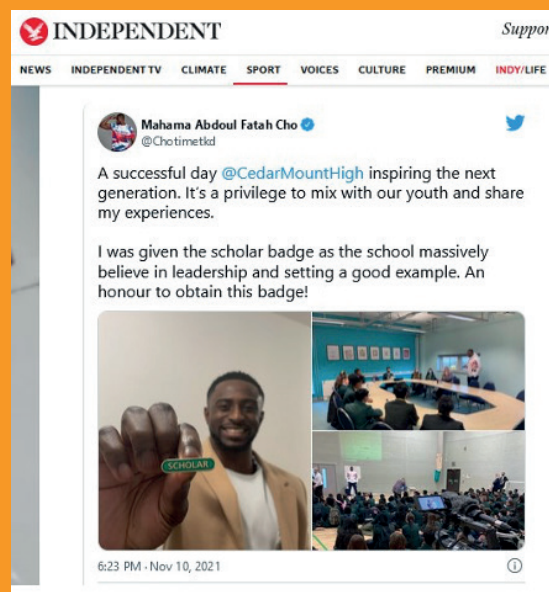 INDEPENDENT
Suppor
NEWS INDEPENDENT TV CLIMATE SPORT VOICES CULTURE PREMIUM INDY/LIFE
Mahama Abdoul Fatah Cho
@Chotimetkd
A successful day @CedarMountHigh inspiring the next
generation. It's a privilege to mix with our youth and share
my experiences.
I was given the scholar badge as the school massively
believe in leadership and setting a good example. An
honour to obtain this badge!
SCHOLAR
6:23 PM · Nov 10, 2021